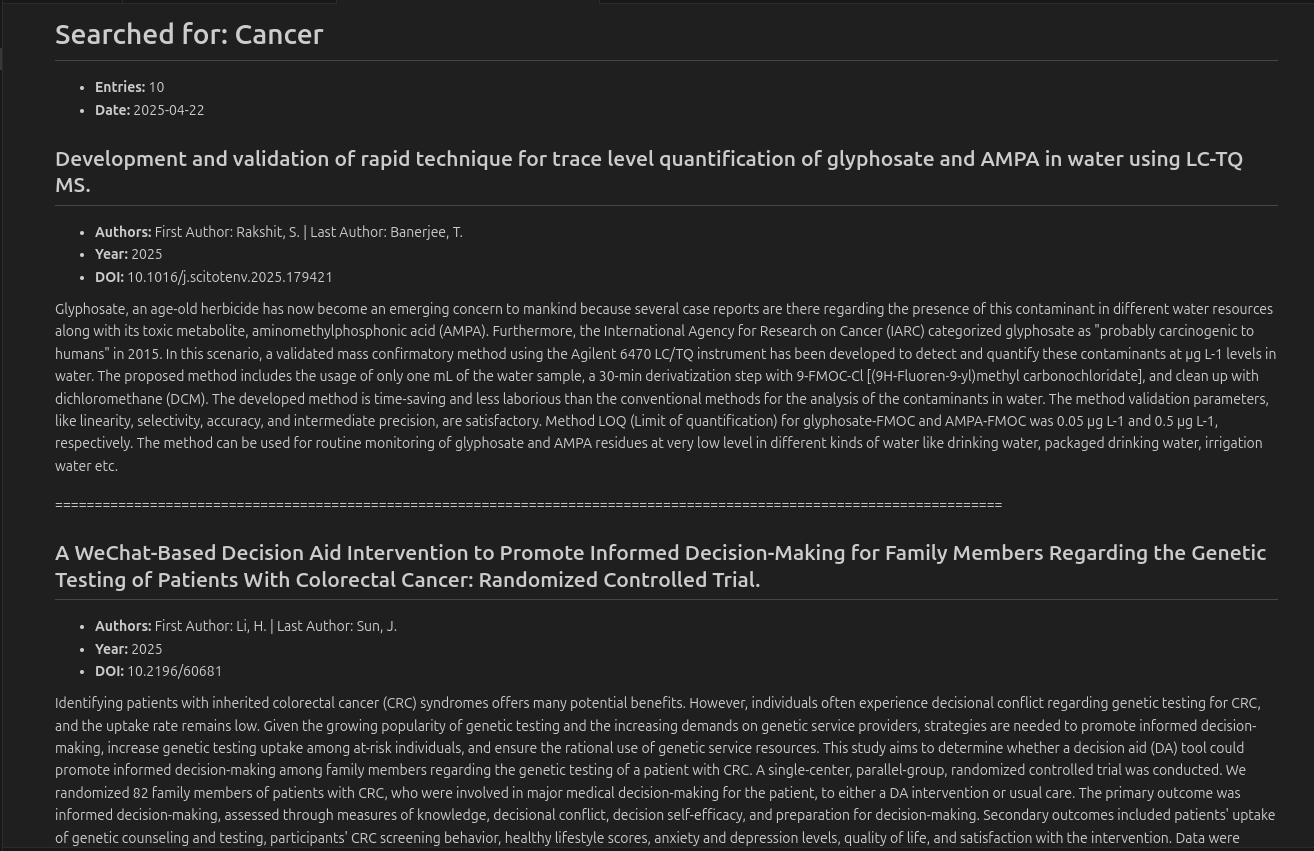 Searched for: Cancer
• Entries: 10
• Date: 2025-04-22
Development and validation of rapid technique for trace level quantification of glyphosate and AMPA in water using LC-TQ
MS.
• Authors: First Author: Rakshit, S. | Last Author: Banerjee, T.
• Year: 2025
• DOI: 10.1016/j.scitotenv.2025.179421
Glyphosate, an age-old herbicide has now become an emerging concern to mankind because several case reports are there regarding the presence of this contaminant in different water resources
along with its toxic metabolite, aminomethylphosphonic acid (AMPA). Furthermore, the International Agency for Research on Cancer (IARC) categorized glyphosate as "probably carcinogenic to
humans" in 2015. In this scenario, a validated mass confirmatory method using the Agilent 6470 LC/TQ instrument has been developed to detect and quantify these contaminants at μg L-1 levels in
water. The proposed method includes the usage of only one mL of the water sample, a 30-min derivatization step with 9-FMOC-Cl [(9H-Fluoren-9-yl)methyl carbonochloridate], and clean up with
dichloromethane (DCM). The developed method is time-saving and less laborious than the conventional methods for the analysis of the contaminants in water. The method validation parameters,
like linearity, selectivity, accuracy, and intermediate precision, are satisfactory. Method LOQ (Limit of quantification) for glyphosate-FMOC and AMPA-FMOC was 0.05 μg L-1 and 0.5 μg L-1,
respectively. The method can be used for routine monitoring of glyphosate and AMPA residues at very low level in different kinds of water like drinking water, packaged drinking water, irrigation
water etc.
========================================================================================================================
A WeChat-Based Decision Aid Intervention to Promote Informed Decision-Making for Family Members Regarding the Genetic
Testing of Patients With Colorectal Cancer: Randomized Controlled Trial.
• Authors: First Author: Li, H. | Last Author: Sun, J.
• Year: 2025
• DOI: 10.2196/60681
Identifying patients with inherited colorectal cancer (CRC) syndromes offers many potential benefits. However, individuals often experience decisional conflict regarding genetic testing for CRC,
and the uptake rate remains low. Given the growing popularity of genetic testing and the increasing demands on genetic service providers, strategies are needed to promote informed decision-
making, increase genetic testing uptake among at-risk individuals, and ensure the rational use of genetic service resources. This study aims to determine whether a decision aid (DA) tool could
promote informed decision-making among family members regarding the genetic testing of a patient with CRC. A single-center, parallel-group, randomized controlled trial was conducted. We
randomized 82 family members of patients with CRC, who were involved in major medical decision-making for the patient, to either a DA intervention or usual care. The primary outcome was
informed decision-making, assessed through measures of knowledge, decisional conflict, decision self-efficacy, and preparation for decision-making. Secondary outcomes included patients' uptake
of genetic counseling and testing, participants' CRC screening behavior, healthy lifestyle scores, anxiety and depression levels, quality of life, and satisfaction with the intervention. Data were